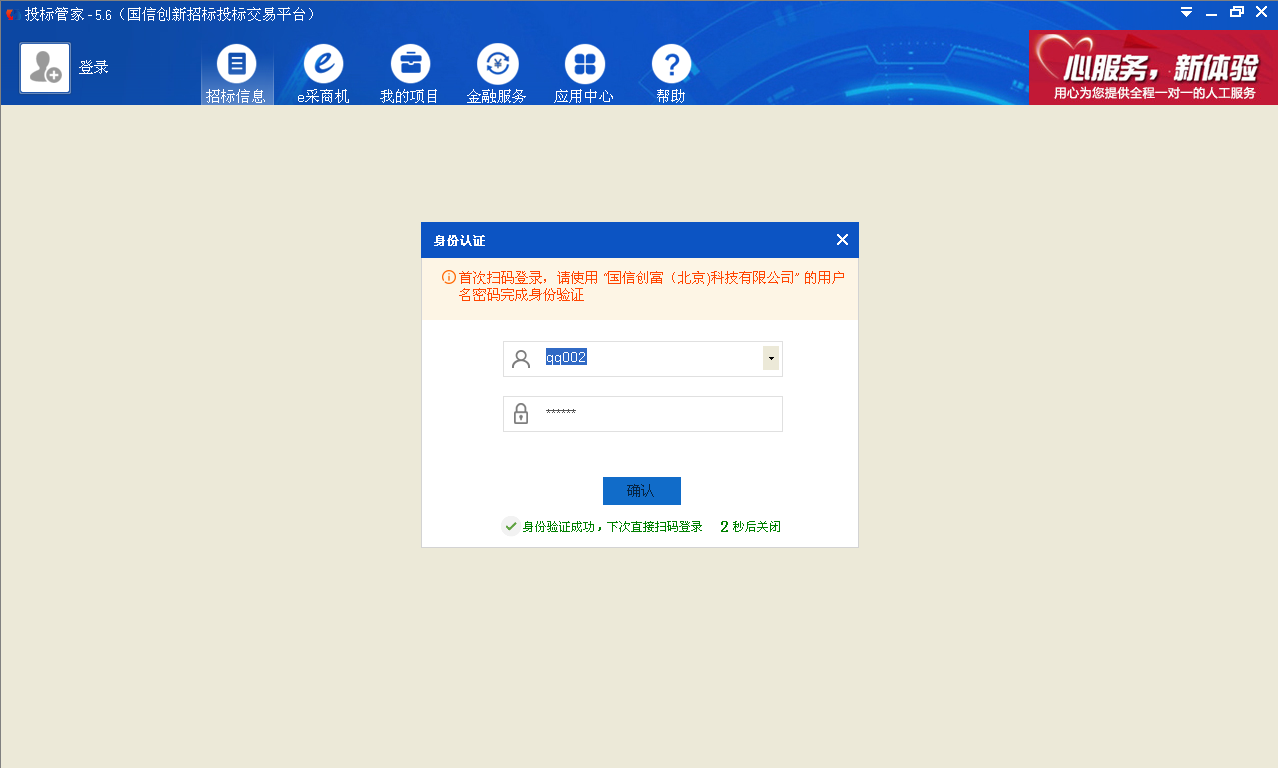 投标管家 - 5.6（国信创新招标投标交易平台）
登录
招标信息
e采商机
我的项目
金融服务
应用中心
帮助
心服务，新体验
用心为您提供全程一对一的人工服务
身份认证
首次扫码登录，请使用 “国信创富（北京)科技有限公司” 的用户
名密码完成身份验证
qq002
******
确认
身份验证成功，下次直接扫码登录 2 秒后关闭